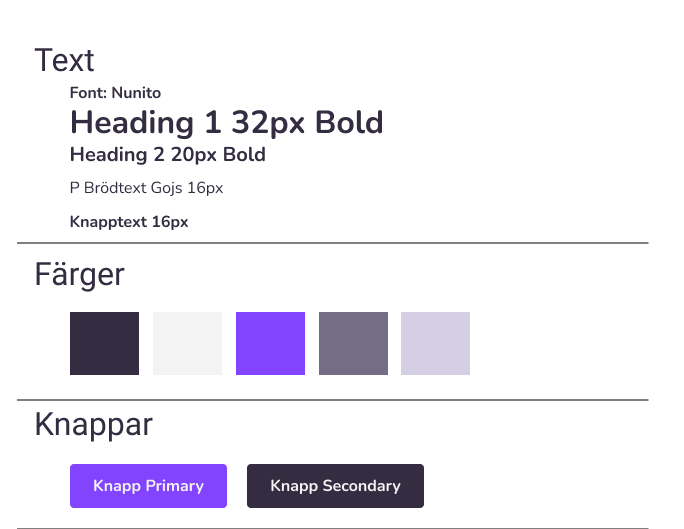 Text
Font: Nunito
Heading 1 32px Bold
Heading 2 20px Bold
P Brödtext Gojs 16px
Knapptext 16px
Färger
Knappar
Knapp Primary
Knapp Secondary